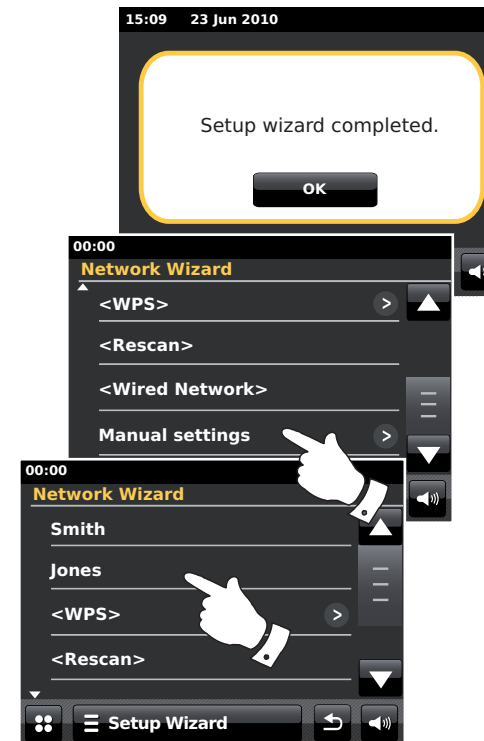 15:09 23 Jun 2010
Setup wizard completed.
OK
00:00
Network Wizard
<WPS>
<Rescan>
<Wired Network>
Manual settings
00:00
Network Wizard
Smith
Jones
<WPS>
<Rescan>
Setup Wizard